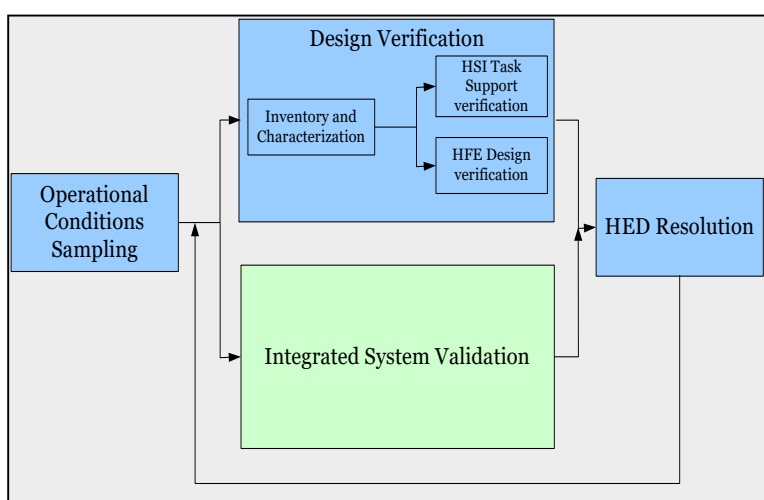 Design Verification
HSI Task
Support
verification
Inventory and
Characterization
HFE Design
verification
Operational
Conditions
Sampling
HED Resolution
Integrated System Validation